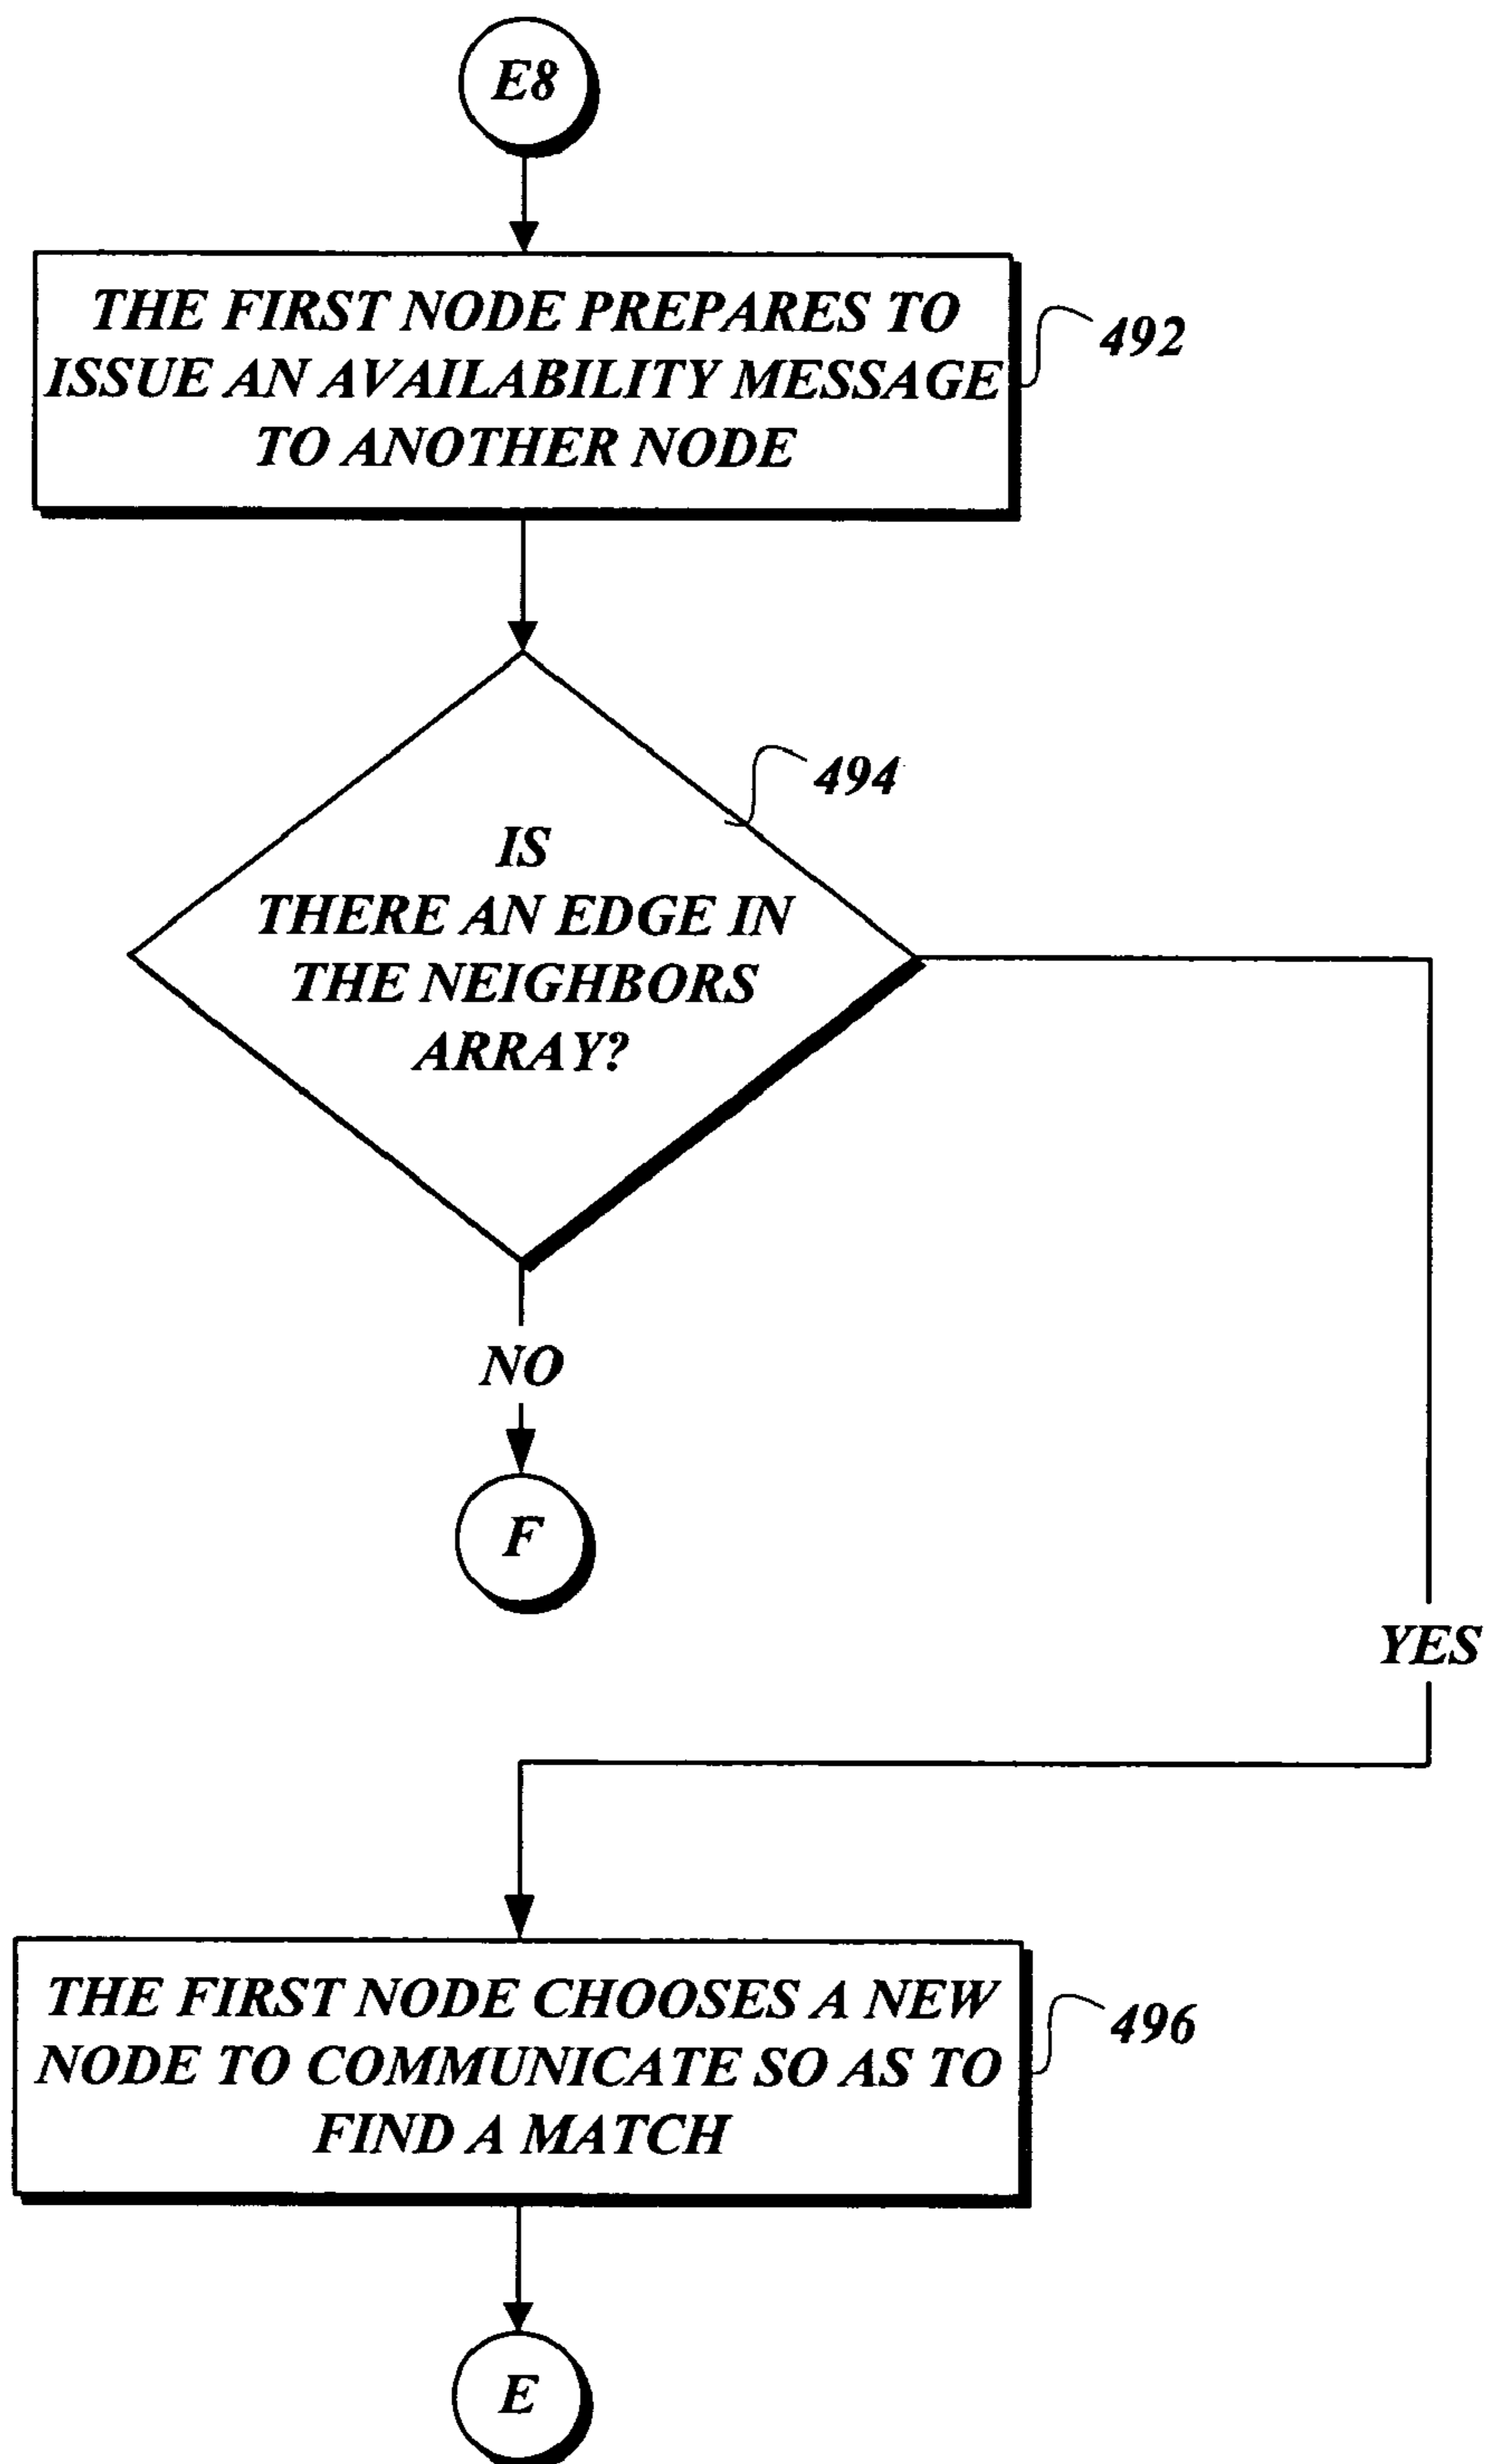 E8
THE FIRST NODE PREPARES TO
ISSUE AN AVAILABILITY MESSAGE
TO ANOTHER NODE
492
494
IS
THERE AN EDGE IN
THE NEIGHBORS
ARRAY?
NO
F
YES
THE FIRST NODE CHOOSES A NEW
NODE TO COMMUNICATE SO AS TO
FIND A MATCH
496
E